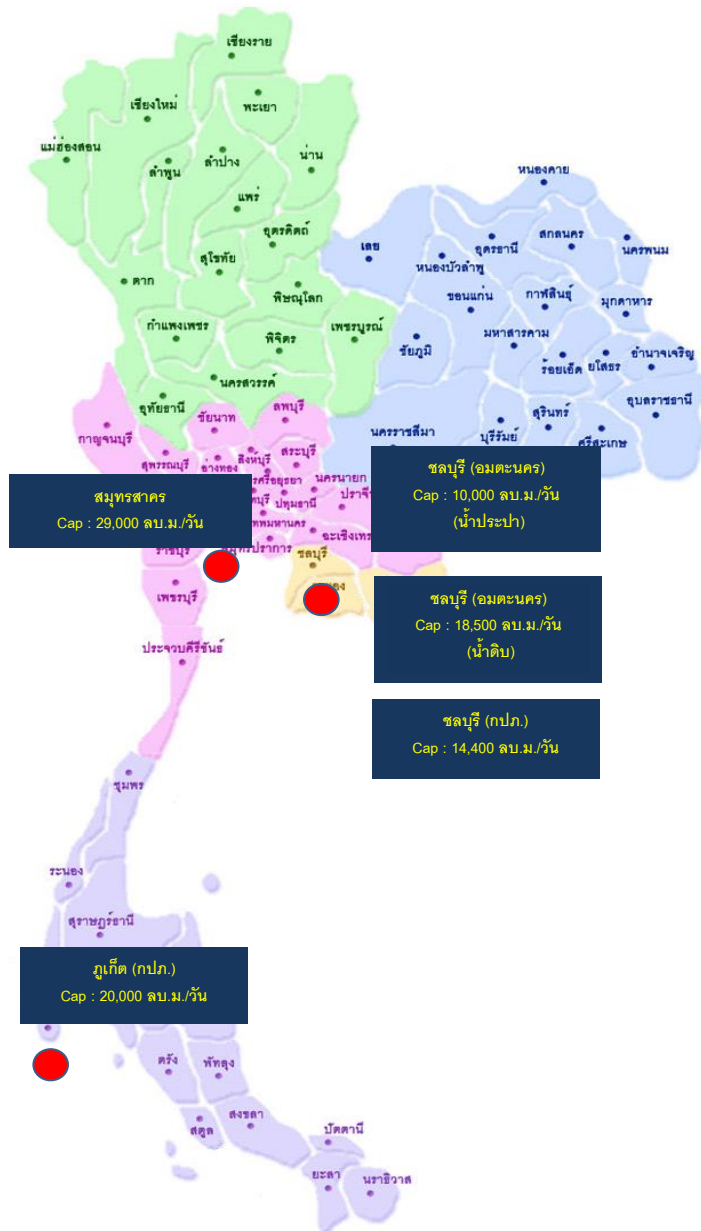 เชียงราย
เชียงใหม่
พะเยา
แม่ฮ่องสอน
ลำพูน
ลำปาง
น่าน
แพร่
อุตรดิตถ์
สุโขทัย
ตาก
พิษณุโลก
กำแพงเพชร
พิจิตร
เพชรบูรณ์
นครสวรรค์
อุทัยธานี
หนองคาย
เลย
อุดรธานี
สกลนคร
นครพนม
หนองบัวลำพู
ขอนแก่น
กาฬสินธุ์
มุกดาหาร
ชัยภูมิ
มหาสารคาม
ร้อยเอ็ด
ยโสธร
อำนาจเจริญ
อุบลราชธานี
นครราชสีมา
บุรีรัมย์
สุรินทร์
ศรีสะเกษ
กาญจนบุรี
ชัยนาท
ลพบุรี
สุพรรณบุรี
อ่างทอง
สิงห์บุรี
สระบุรี
นครนายก
ปทุมธานี
ฉะเชิงเทร
สมุทรปราการ
ราชบุรี
ชลบุรี
เพชรบุรี
ประจวบคีรีขันธ์
สมุทรสาคร
Cap : 29,000 ลบ.ม./วัน
ชลบุรี (อมตะนคร)
Cap : 10,000 ลบ.ม./วัน
(น้ำประปา)
ชลบุรี (อมตะนคร)
Cap : 18,500 ลบ.ม./วัน
(น้ำดิบ)
ชลบุรี (กปภ.)
Cap : 14,400 ลบ.ม./วัน
ชุมพร
ระนอง
สุราษฎร์ธานี
ภูเก็ต (กปภ.)
Cap : 20,000 ลบ.ม./วัน
ตรัง
พัทลุง
สตูล
สงขลา
ปัตตานี
ยะลา
นราธิวาส